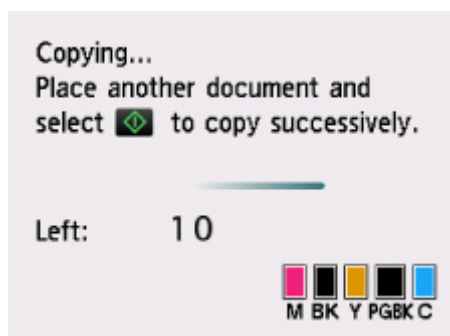 Copying...
Place another document and
select to copy successively.
Left: 10
M BK Y PGBK C